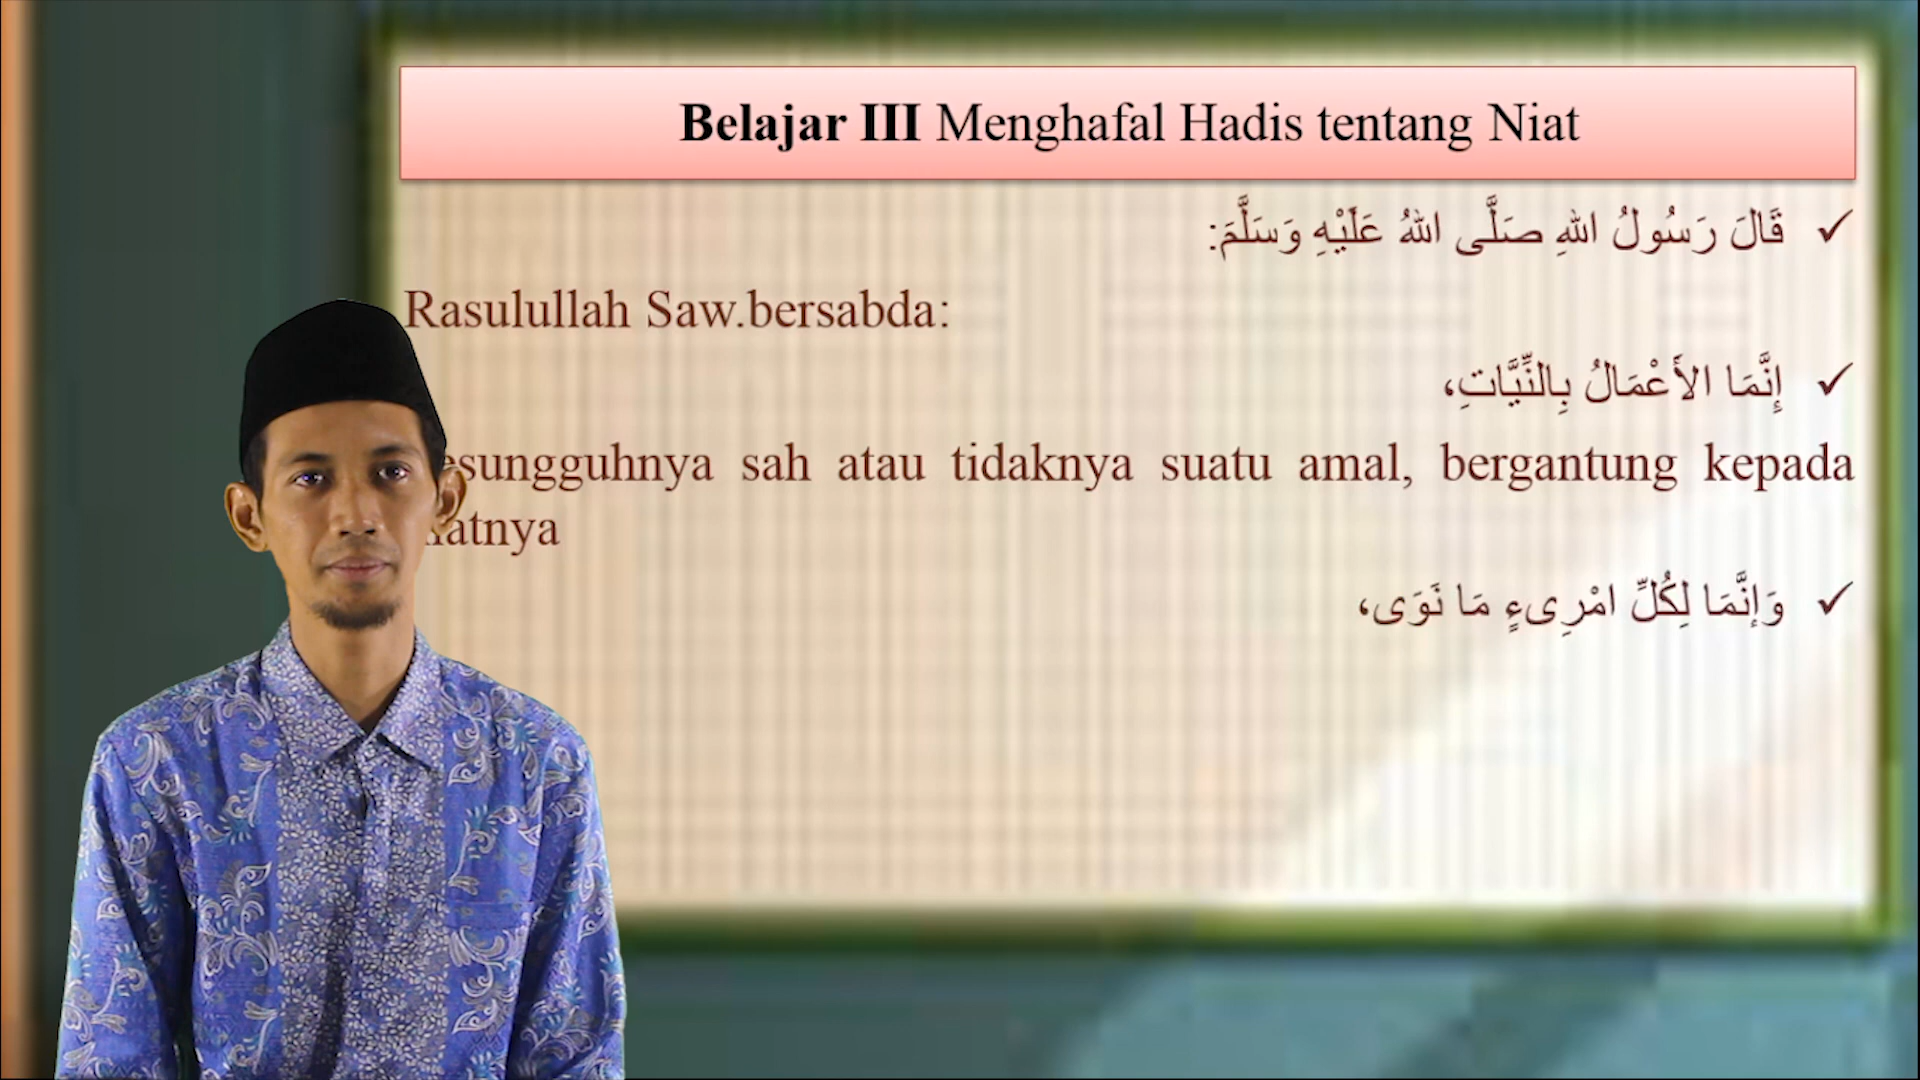 Belajar III Menghafal Hadis tentang Niat
✓ قَالَ رَسُولُ اللهِ صَلَّى اللهُ عَلَيْهِ وَسَلَّمَ:
Rasulullah Saw.bersabda:
✓ إِنَّمَا الأَعْمَالُ بِالنِّيَّاتِ،
sah atau tidaknya suatu amal, bergantung kepada
✓ وَإِنَّمَا لِكُلِّ امْرِىءٍ مَا نَوَى،